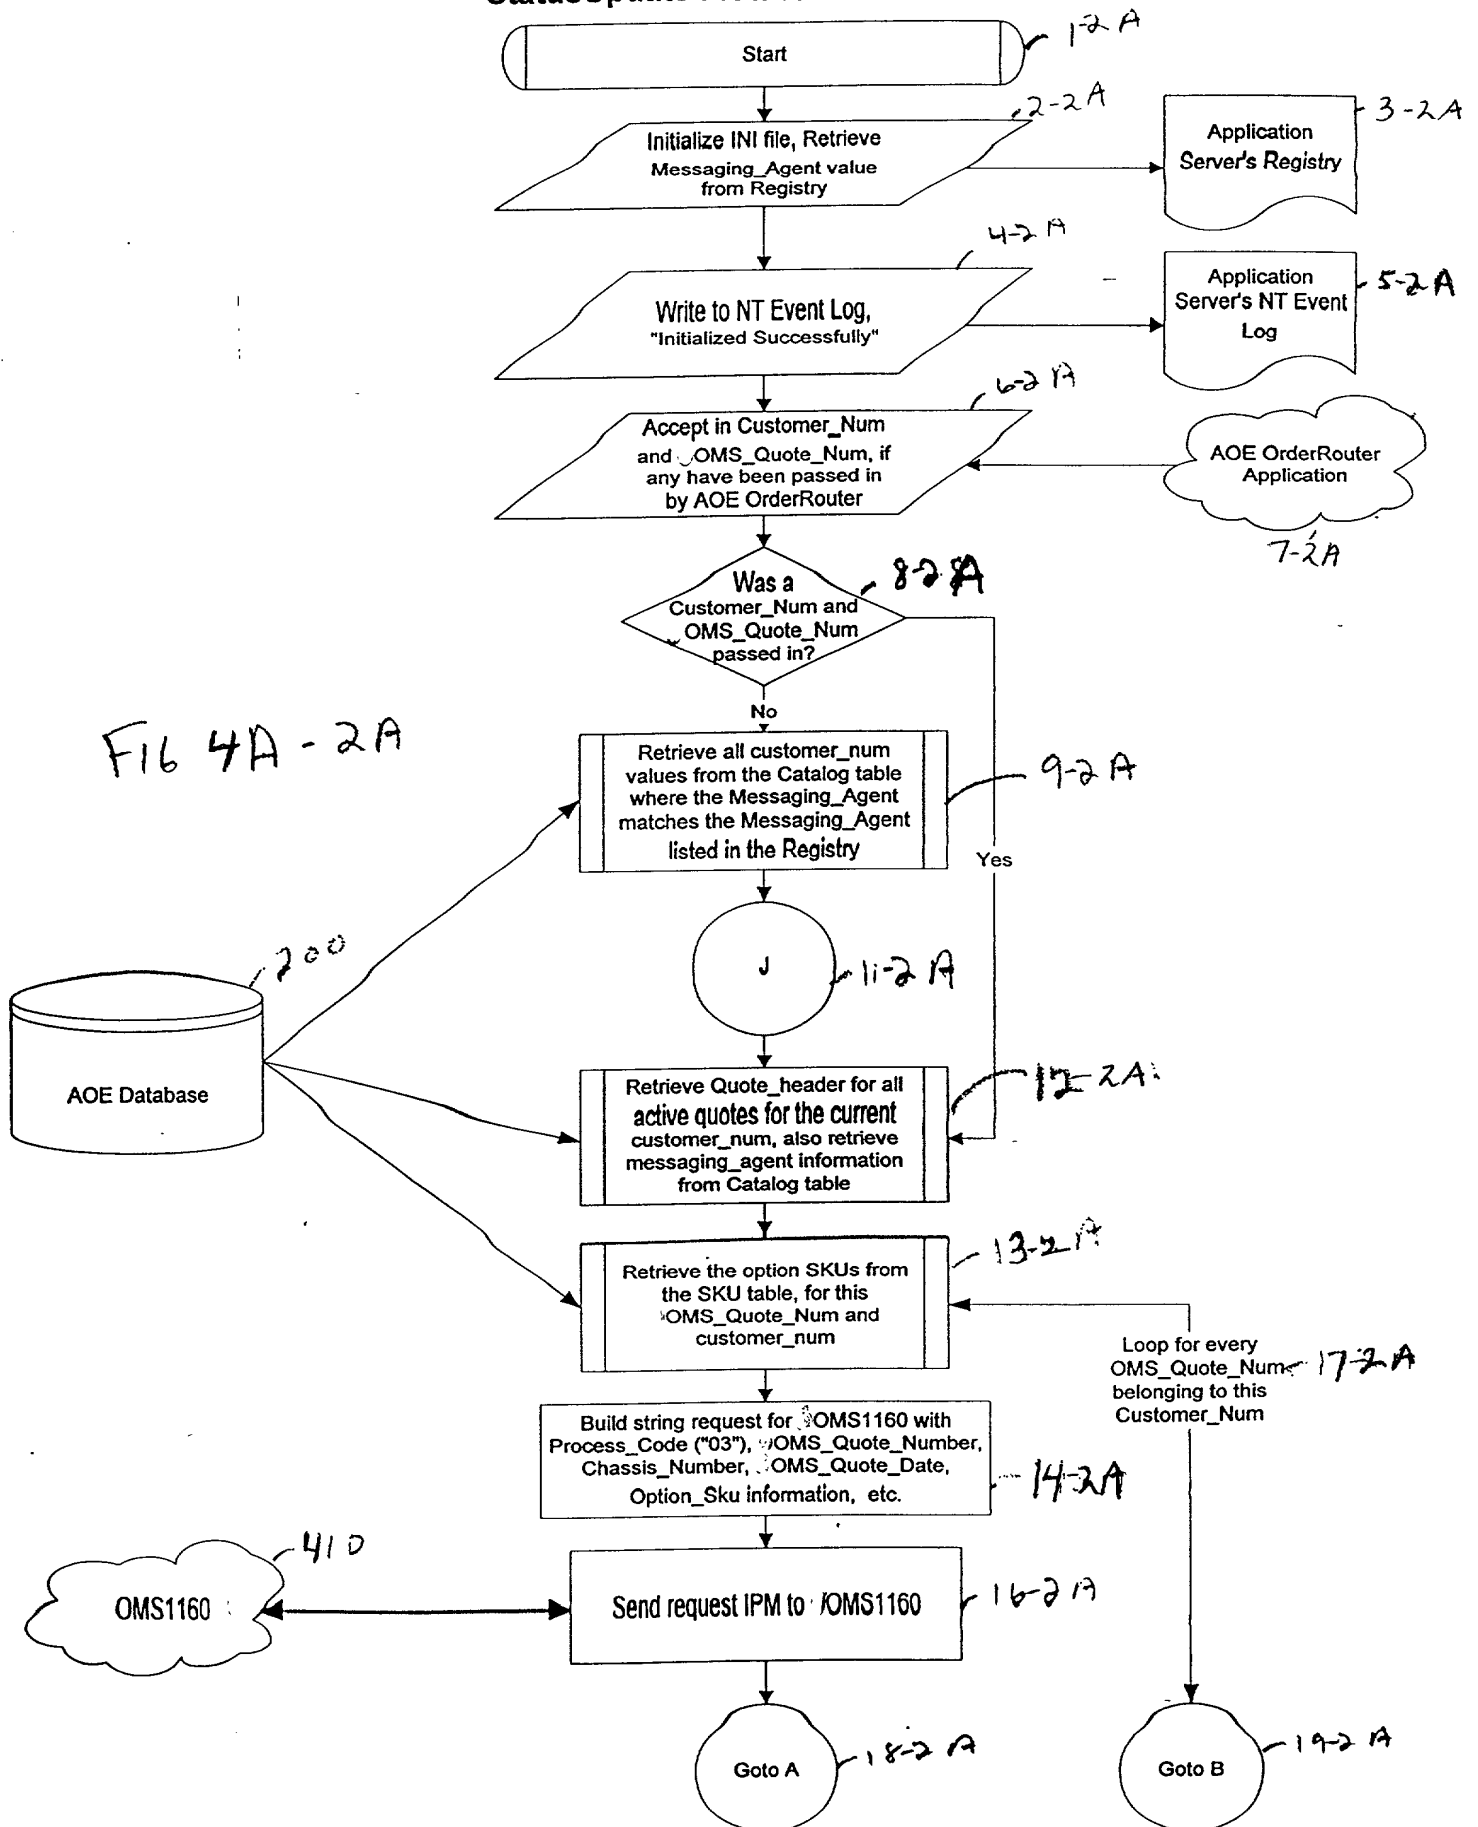 Start
1-2A
Initialize INI file, Retrieve
Messaging_Agent value
from Registry
2-2A
Application
Server's Registry
3-2A
Write to NT Event Log,
"Initialized Successfully"
4-2A
Application
Server's NT Event
Log
5-2A
Accept in Customer_Num
and OMS_Quote_Num, if
any have been passed in
by AOE OrderRouter
6-2A
AOE OrderRouter
Application
7-2A
Was a
Customer_Num and
OMS_Quote_Num
passed in?
8-2A
No
Yes
FIG 4A-2A
Retrieve all customer_num
values from the Catalog table
where the Messaging_Agent
matches the Messaging_Agent
listed in the Registry
9-2A
J
11-2A
200
AOE Database
Retrieve Quote_header for all
active quotes for the current
customer_num, also retrieve
messaging_agent information
from Catalog table
12-2A
Retrieve the option SKUs from
the SKU table, for this
OMS_Quote_Num and
customer_num
13-2A
Loop for every
OMS_Quote_Num
belonging to this
Customer_Num
17-2A
Build string request for OMS1160 with
Process_Code ("03"), OMS_Quote_Number,
Chassis_Number, OMS_Quote_Date,
Option_Sku information, etc.
14-2A
410
OMS1160
Send request IPM to OMS1160
16-2A
Goto A
18-2A
Goto B
19-2A